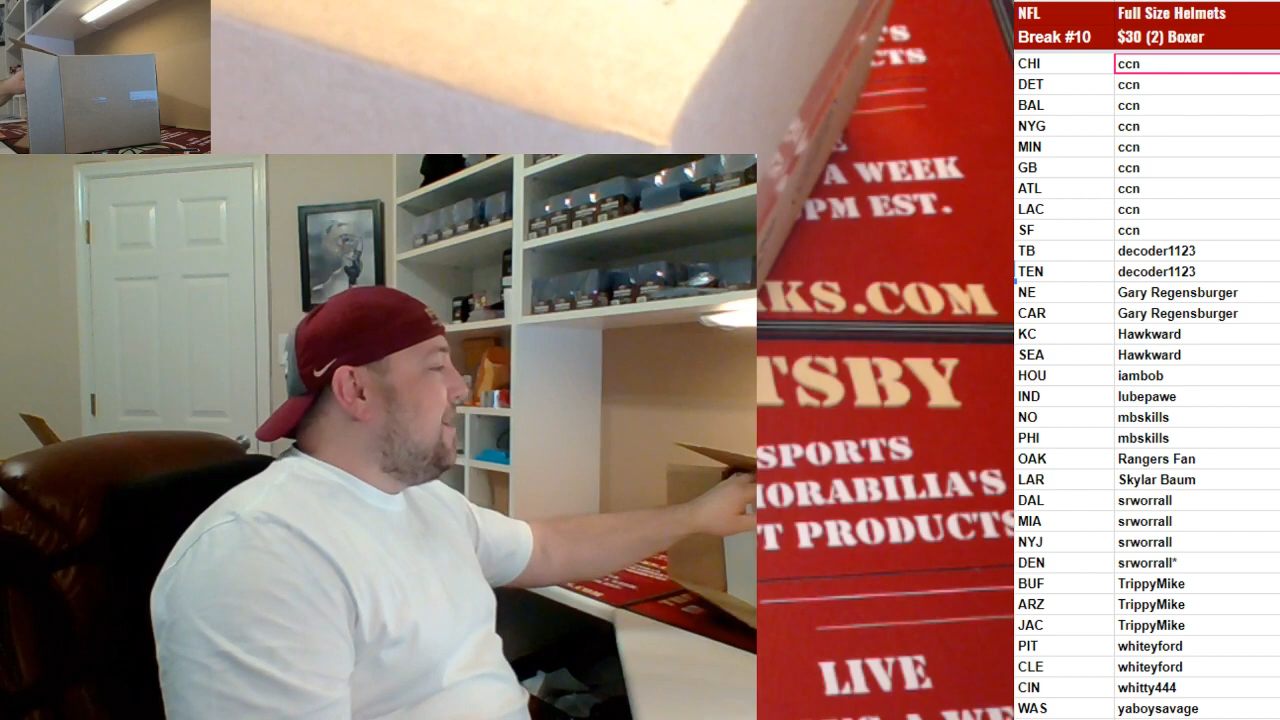 'S
CTS
A WEEK
PM EST.
KS.COM
TSBY
SPORTS
MORABILIA'S
T PRODUCTS
LIVE
NFL Full Size Helmets
Break #10 $30 (2) Boxer
CHI ccn
DET ccn
BAL ccn
NYG ccn
MIN ccn
GB ccn
ATL ccn
LAC ccn
SF ccn
TB decoder1123
TEN decoder1123
NE Gary Regensburger
CAR Gary Regensburger
KC Hawkward
SEA Hawkward
HOU iambob
IND lubepawe
NO mbskills
PHI mbskills
OAK Rangers Fan
LAR Skylar Baum
DAL srworrall
MIA srworrall
NYJ srworrall
DEN srworrall*
BUF TrippyMike
ARZ TrippyMike
JAC TrippyMike
PIT whiteyford
CLE whiteyford
CIN whitty444
WAS yaboysavage